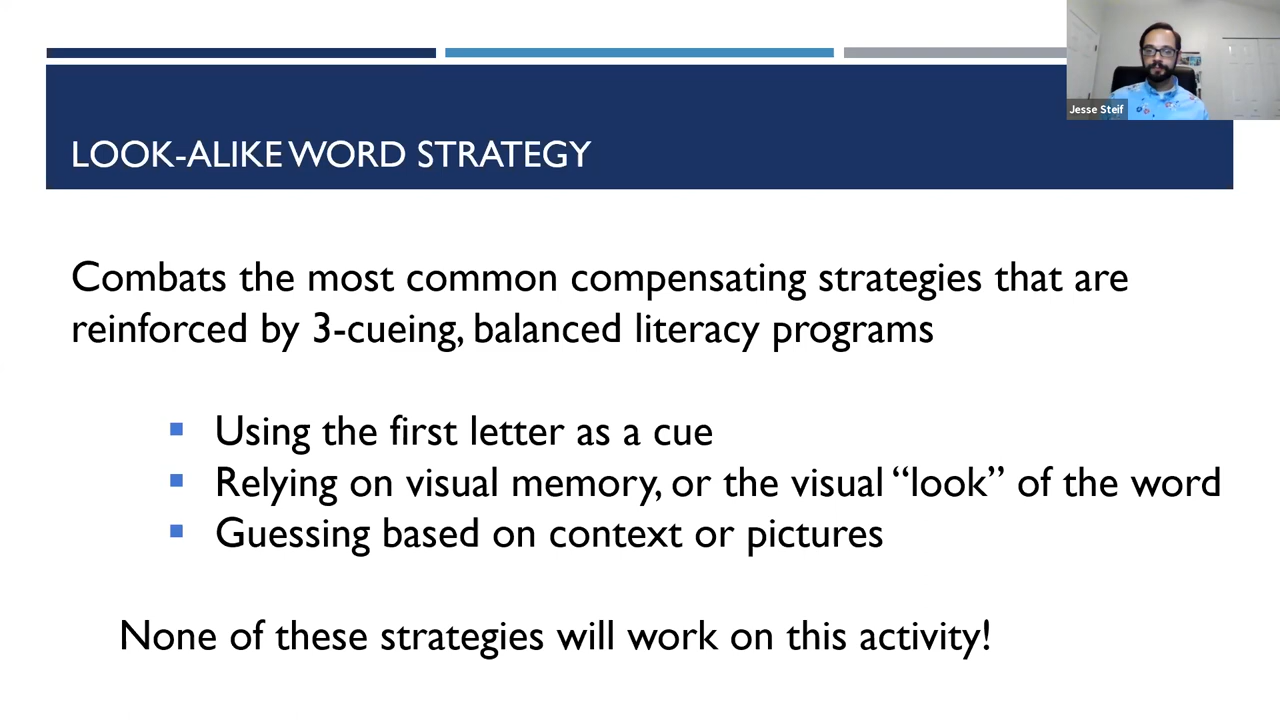 Jesse Steif
LOOK-ALIKE WORD STRATEGY
Combats the most common compensating strategies that are
reinforced by 3-cueing, balanced literacy programs
▪ Using the first letter as a cue
▪ Relying on visual memory, or the visual “look” of the word
▪ Guessing based on context or pictures
None of these strategies will work on this activity!